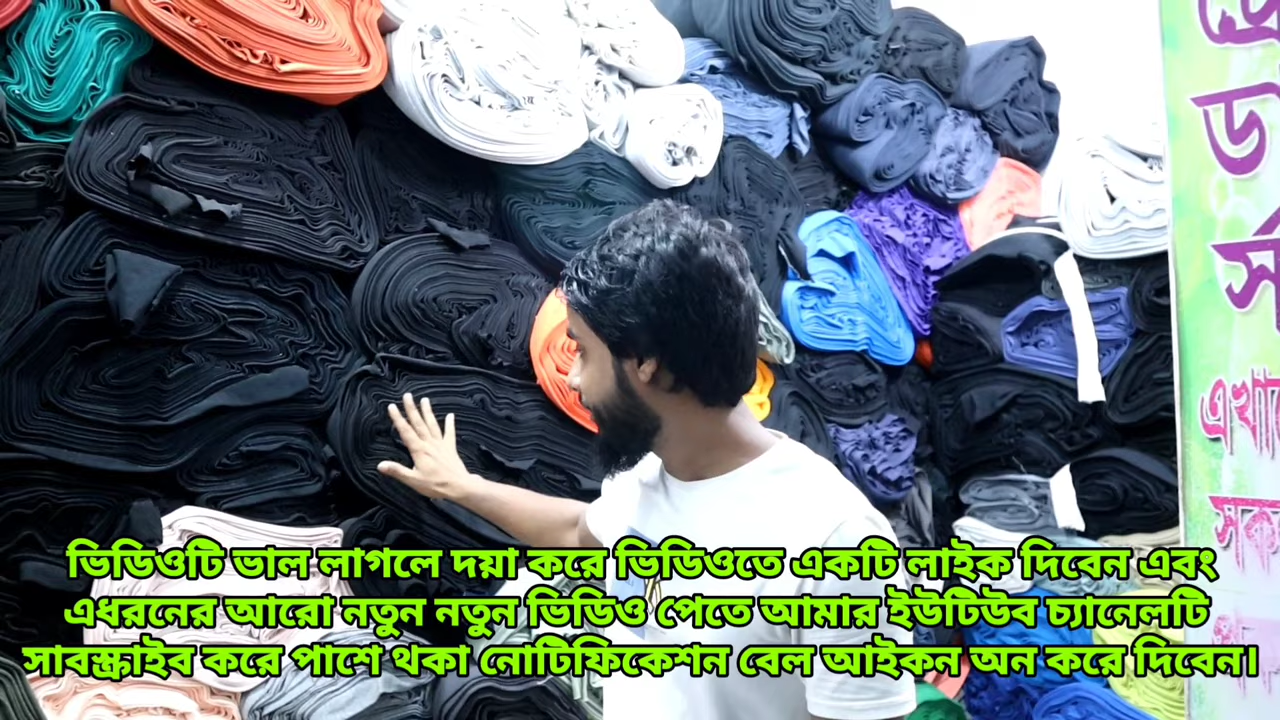 ভিডিওটি ভাল লাগলে দয়া করে ভিডিওতে একটি লাইক দিবেন এবং
এধরনের আরো নতুন নতুন ভিডিও পেতে আমার ইউটিউব চ্যানেলটি
সাবস্ক্রাইব করে পাশে থকা নোটিফিকেশন বেল আইকন অন করে দিবেন।